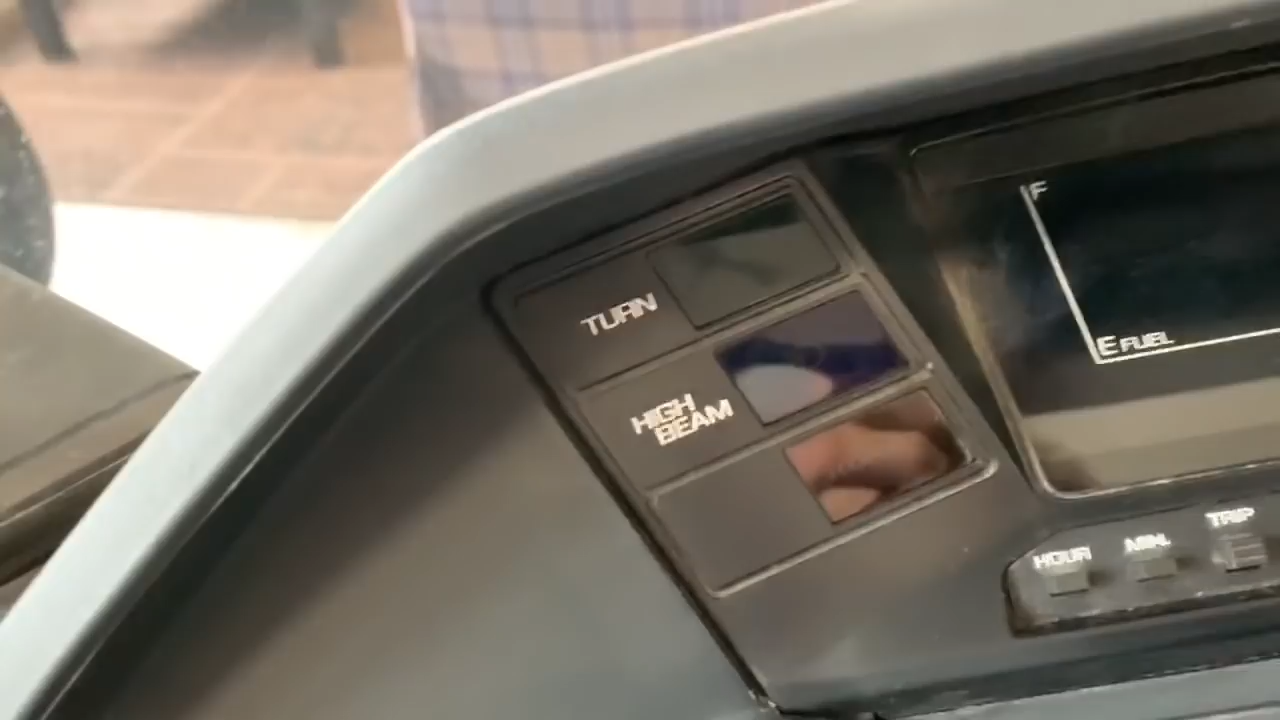 F
TURN
E FUEL
HIGH
BEAM
TRIP
HOUR MIN.